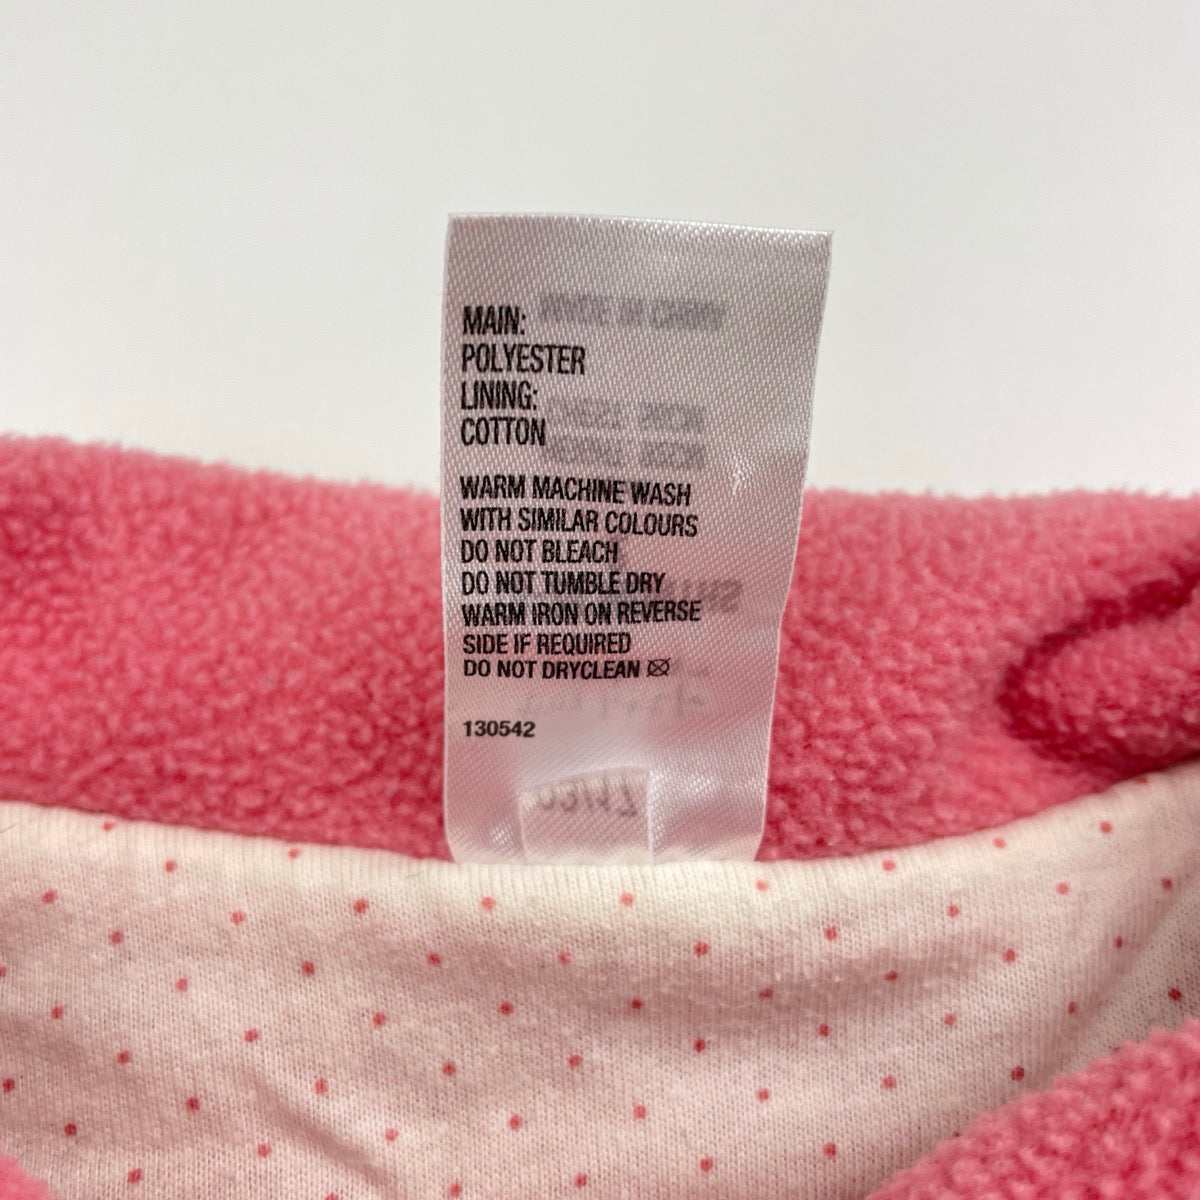 MAIN:
POLYESTER
LINING:
COTTON
WARM MACHINE WASH
WITH SIMILAR COLOURS
DO NOT BLEACH
DO NOT TUMBLE DRY
WARM IRON ON REVERSE
SIDE IF REQUIRED
DO NOT DRYCLEAN
130542